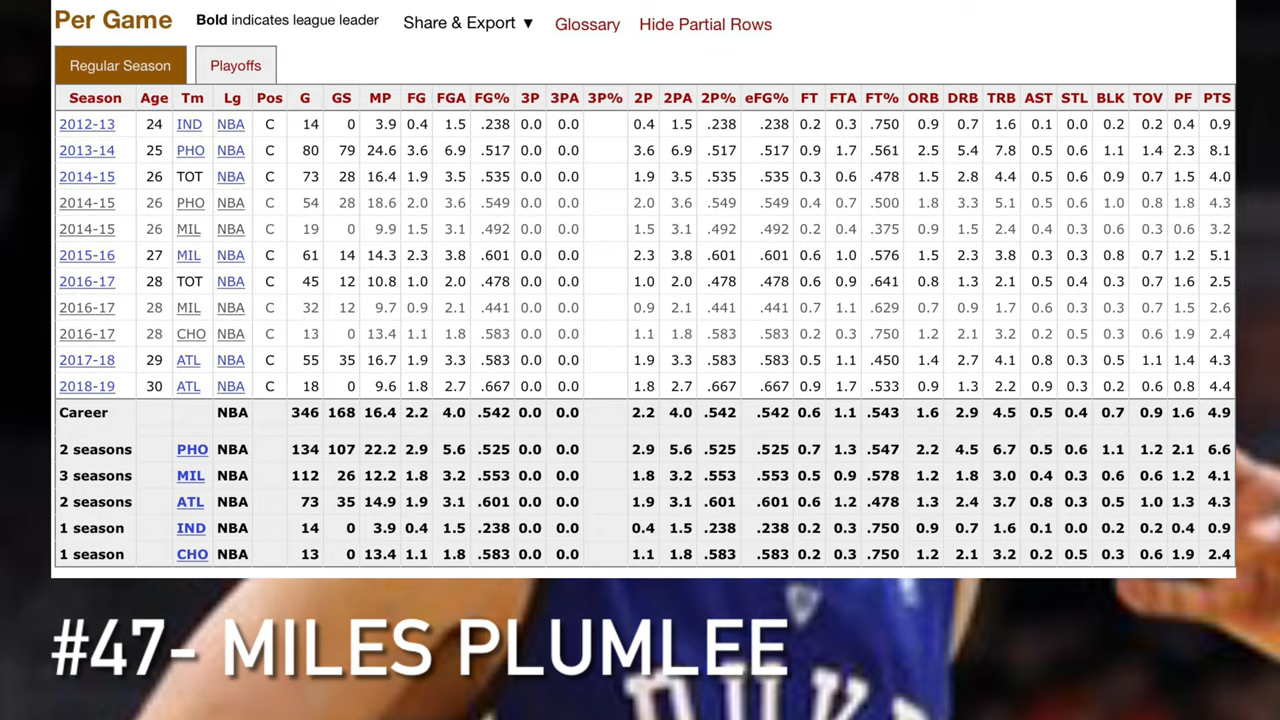 Per Game Bold indicates league leader Share & Export ▼ Glossary Hide Partial Rows
Regular Season Playoffs
Season Age Tm Lg Pos G GS MP FG FGA FG% 3P 3PA 3P% 2P 2PA 2P% eFG% FT FTA FT% ORB DRB TRB AST STL BLK TOV PF PTS
2012-13 24 IND NBA C 14 0 3.9 0.4 1.5 .238 0.0 0.0 0.4 1.5 .238 .238 0.2 0.3 .750 0.9 0.7 1.6 0.1 0.0 0.2 0.2 0.4 0.9
2013-14 25 PHO NBA C 80 79 24.6 3.6 6.9 .517 0.0 0.0 3.6 6.9 .517 .517 0.9 1.7 .561 2.5 5.4 7.8 0.5 0.6 1.1 1.4 2.3 8.1
2014-15 26 TOT NBA C 73 28 16.4 1.9 3.5 .535 0.0 0.0 1.9 3.5 .535 .535 0.3 0.6 .478 1.5 2.8 4.4 0.5 0.6 0.9 0.7 1.5 4.0
2014-15 26 PHO NBA C 54 28 18.6 2.0 3.6 .549 0.0 0.0 2.0 3.6 .549 .549 0.4 0.7 .500 1.8 3.3 5.1 0.5 0.6 1.0 0.8 1.8 4.3
2014-15 26 MIL NBA C 19 0 9.9 1.5 3.1 .492 0.0 0.0 1.5 3.1 .492 .492 0.2 0.4 .375 0.9 1.5 2.4 0.4 0.3 0.6 0.3 0.6 3.2
2015-16 27 MIL NBA C 61 14 14.3 2.3 3.8 .601 0.0 0.0 2.3 3.8 .601 .601 0.6 1.0 .576 1.5 2.3 3.8 0.3 0.3 0.8 0.7 1.2 5.1
2016-17 28 TOT NBA C 45 12 10.8 1.0 2.0 .478 0.0 0.0 1.0 2.0 .478 .478 0.6 0.9 .641 0.8 1.3 2.1 0.5 0.4 0.3 0.7 1.6 2.5
2016-17 28 MIL NBA C 32 12 9.7 0.9 2.1 .441 0.0 0.0 0.9 2.1 .441 .441 0.7 1.1 .629 0.7 0.9 1.7 0.6 0.3 0.3 0.7 1.5 2.6
2016-17 28 CHO NBA C 13 0 13.4 1.1 1.8 .583 0.0 0.0 1.1 1.8 .583 .583 0.2 0.3 .750 1.2 2.1 3.2 0.2 0.5 0.3 0.6 1.9 2.4
2017-18 29 ATL NBA C 55 35 16.7 1.9 3.3 .583 0.0 0.0 1.9 3.3 .583 .583 0.5 1.1 .450 1.4 2.7 4.1 0.8 0.3 0.5 1.1 1.4 4.3
2018-19 30 ATL NBA C 18 0 9.6 1.8 2.7 .667 0.0 0.0 1.8 2.7 .667 .667 0.9 1.7 .533 0.9 1.3 2.2 0.9 0.3 0.2 0.6 0.8 4.4
Career NBA 346 168 16.4 2.2 4.0 .542 0.0 0.0 2.2 4.0 .542 .542 0.6 1.1 .543 1.6 2.9 4.5 0.5 0.4 0.7 0.9 1.6 4.9
2 seasons PHO NBA 134 107 22.2 2.9 5.6 .525 0.0 0.0 2.9 5.6 .525 .525 0.7 1.3 .547 2.2 4.5 6.7 0.5 0.6 1.1 1.2 2.1 6.6
3 seasons MIL NBA 112 26 12.2 1.8 3.2 .553 0.0 0.0 1.8 3.2 .553 .553 0.5 0.9 .578 1.2 1.8 3.0 0.4 0.3 0.6 0.6 1.2 4.1
2 seasons ATL NBA 73 35 14.9 1.9 3.1 .601 0.0 0.0 1.9 3.1 .601 .601 0.6 1.2 .478 1.3 2.4 3.7 0.8 0.3 0.5 1.0 1.3 4.3
1 season IND NBA 14 0 3.9 0.4 1.5 .238 0.0 0.0 0.4 1.5 .238 .238 0.2 0.3 .750 0.9 0.7 1.6 0.1 0.0 0.2 0.2 0.4 0.9
1 season CHO NBA 13 0 13.4 1.1 1.8 .583 0.0 0.0 1.1 1.8 .583 .583 0.2 0.3 .750 1.2 2.1 3.2 0.2 0.5 0.3 0.6 1.9 2.4
#47- MILES PLUMLEE
DUKE